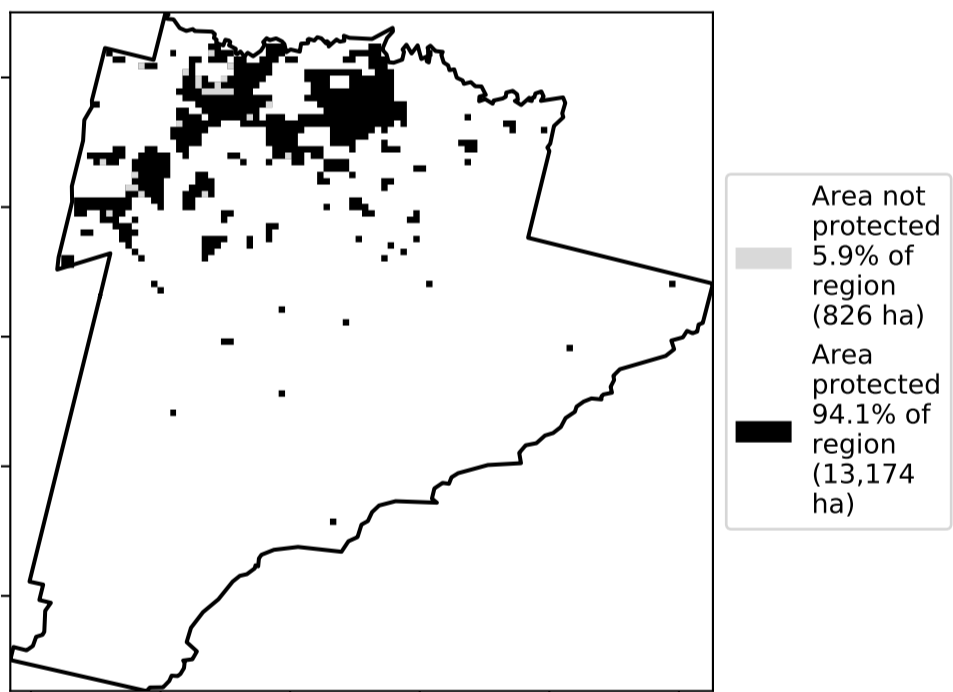 Area not
protected
5.9% of
region
(826 ha)
Area
protected
94.1% of
region
(13,174
ha)